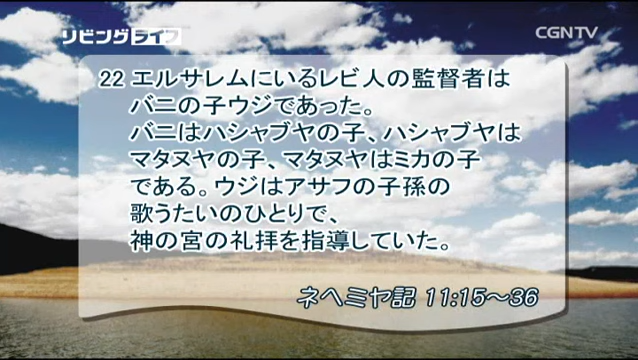 リビングライフ
CGNTV
22 エルサレムにいるレビ人の監督者は
バニの子ウジであった。
バニはハシャブヤの子、ハシャブヤは
マタヌヤの子、マタヌヤはミカの子
である。ウジはアサフの子孫の
歌うたいのひとりで、
神の宮の礼拝を指導していた。
ネヘミヤ記 11:15～36